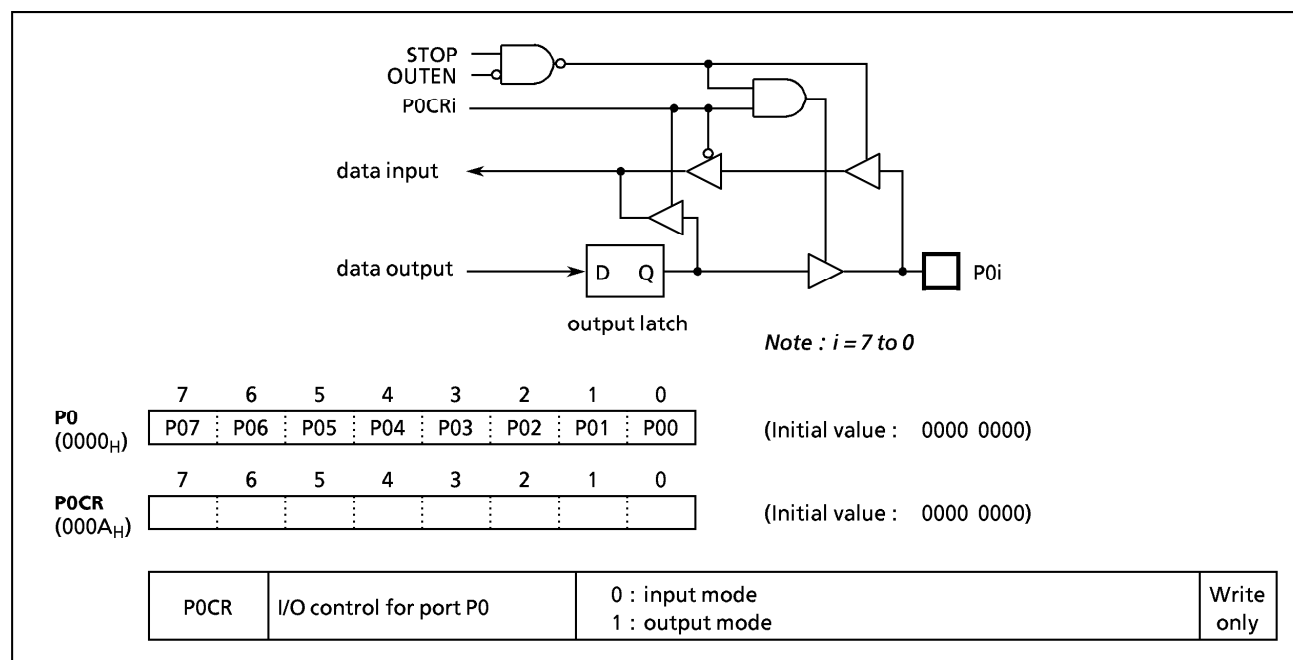 STOP
OUTEN
P0CRi
data input
data output
D Q
P0i
output latch
Note : i = 7 to 0
7 6 5 4 3 2 1 0
P0
(0000H)
P07 P06 P05 P04 P03 P02 P01 P00
(Initial value : 0000 0000)
7 6 5 4 3 2 1 0
P0CR
(000AH)
(Initial value : 0000 0000)
P0CR I/O control for port P0
0 : input mode
1 : output mode
Write
only